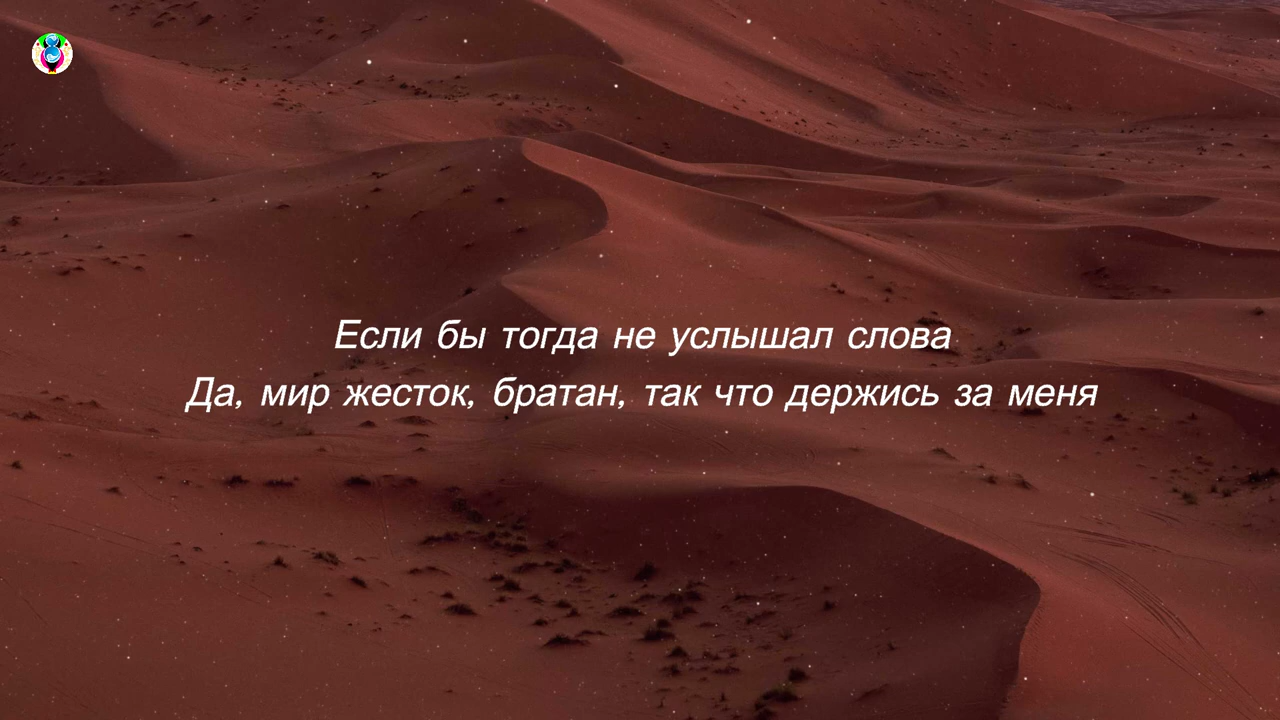 Если бы тогда не услышал слова
Да, мир жесток, братан, так что держись за меня